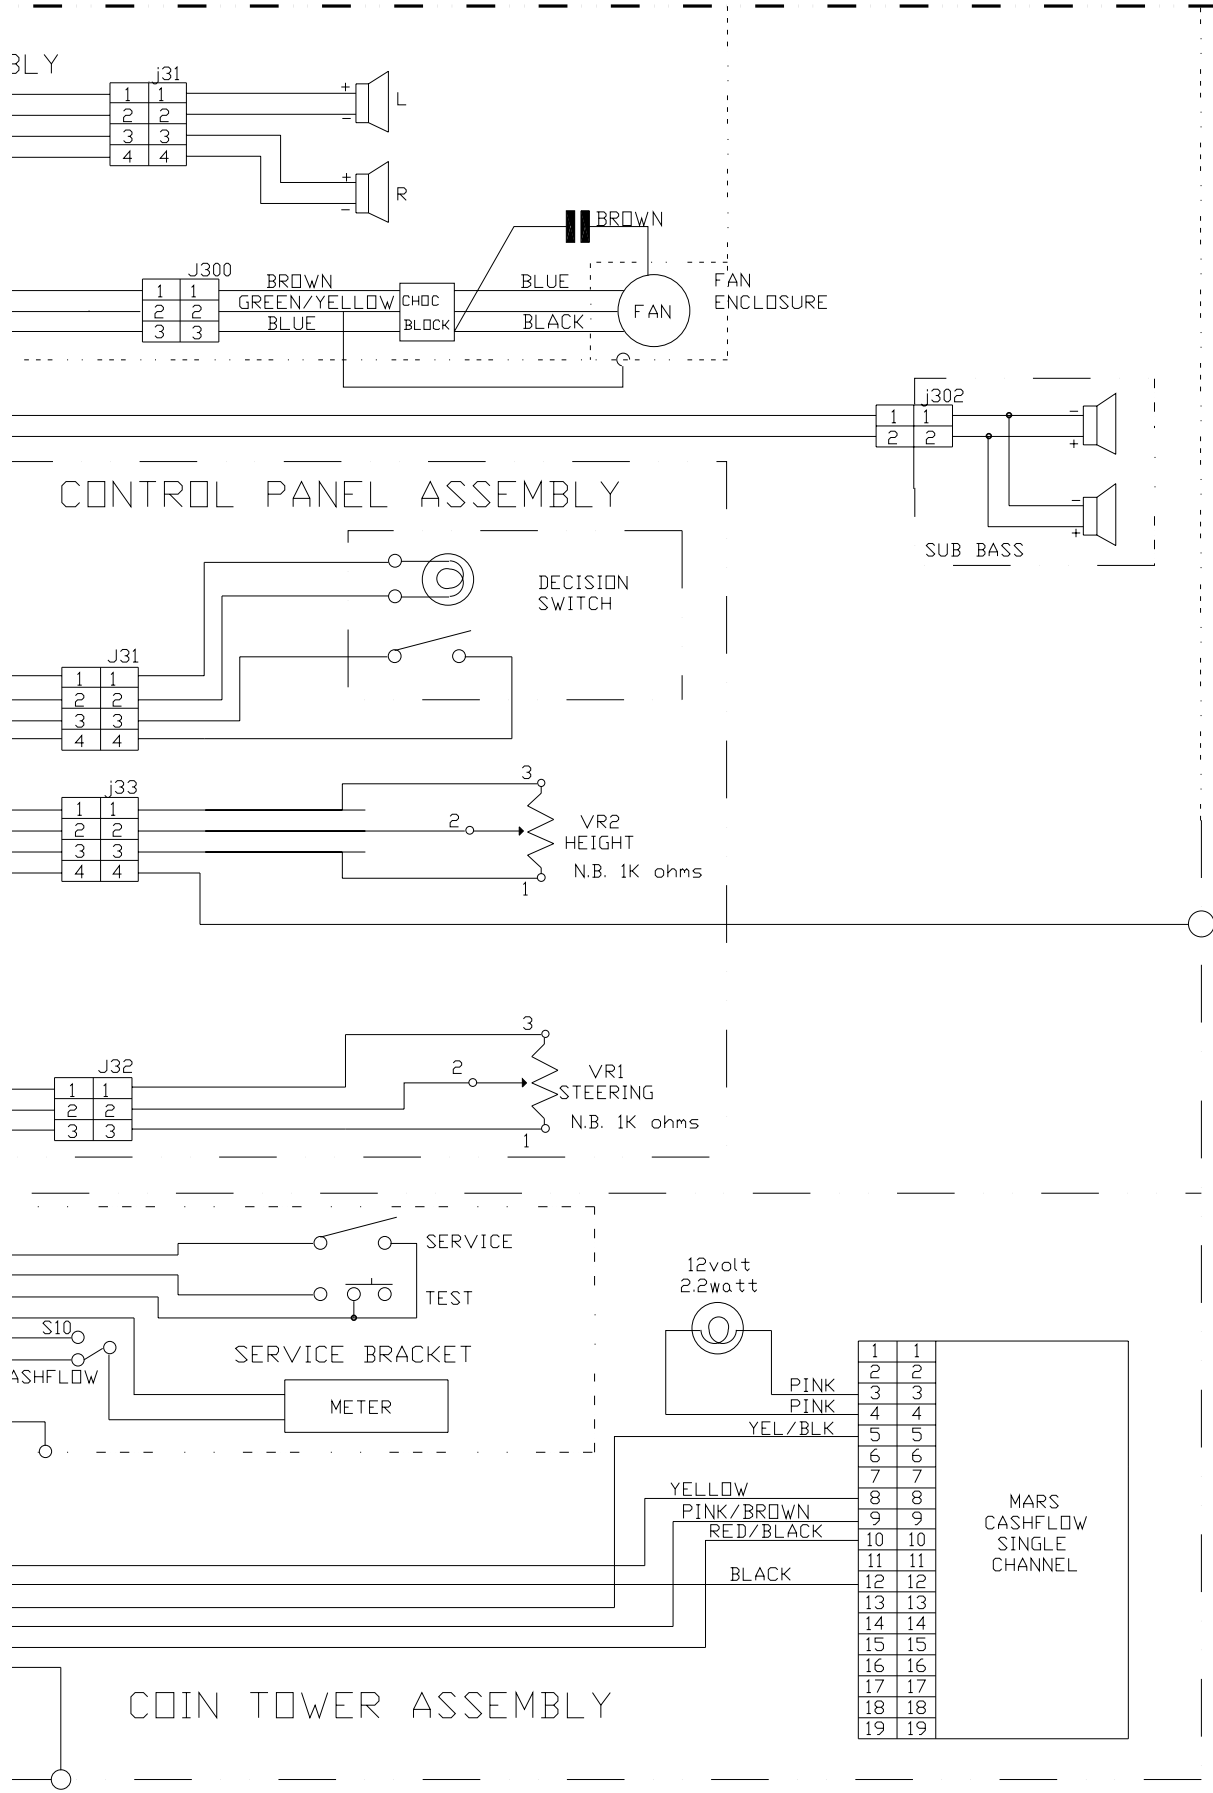 j31
1 1
2 2
3 3
4 4
+
-
L
+
-
R
BROWN
J300
1 1
2 2
3 3
BROWN
GREEN/YELLOW
BLUE
CHOC
BLOCK
BLUE
BLACK
FAN
FAN
ENCLOSURE
j302
1 1
2 2
-
+
-
+
SUB BASS
CONTROL PANEL ASSEMBLY
DECISION
SWITCH
J31
1 1
2 2
3 3
4 4
j33
1 1
2 2
3 3
4 4
3
2
1
VR2
HEIGHT
N.B. 1K ohms
J32
1 1
2 2
3 3
3
2
1
VR1
STEERING
N.B. 1K ohms
SERVICE
TEST
S10
ASHFLOW
SERVICE BRACKET
METER
12volt
2.2watt
PINK
PINK
YEL/BLK
YELLOW
PINK/BROWN
RED/BLACK
BLACK
1 1
2 2
3 3
4 4
5 5
6 6
7 7
8 8
9 9
10 10
11 11
12 12
13 13
14 14
15 15
16 16
17 17
18 18
19 19
MARS
CASHFLOW
SINGLE
CHANNEL
COIN TOWER ASSEMBLY